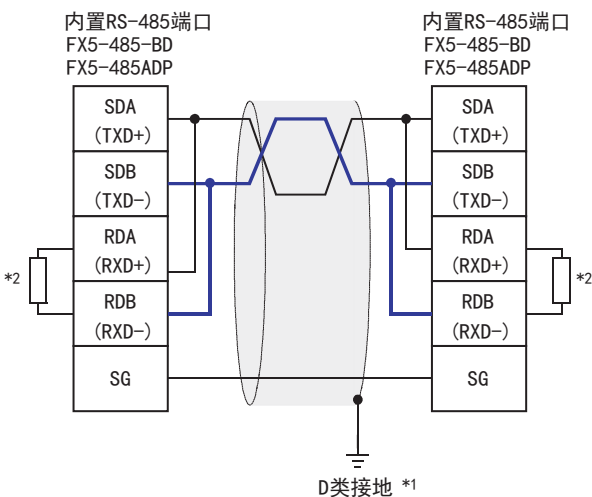 内置RS-485端口
FX5-485-BD
FX5-485ADP
内置RS-485端口
FX5-485-BD
FX5-485ADP
SDA
(TXD+)
SDB
(TXD-)
RDA
(RXD+)
RDB
(RXD-)
SG
*2
SDA
(TXD+)
SDB
(TXD-)
RDA
(RXD+)
RDB
(RXD-)
SG
*2
D类接地 *1